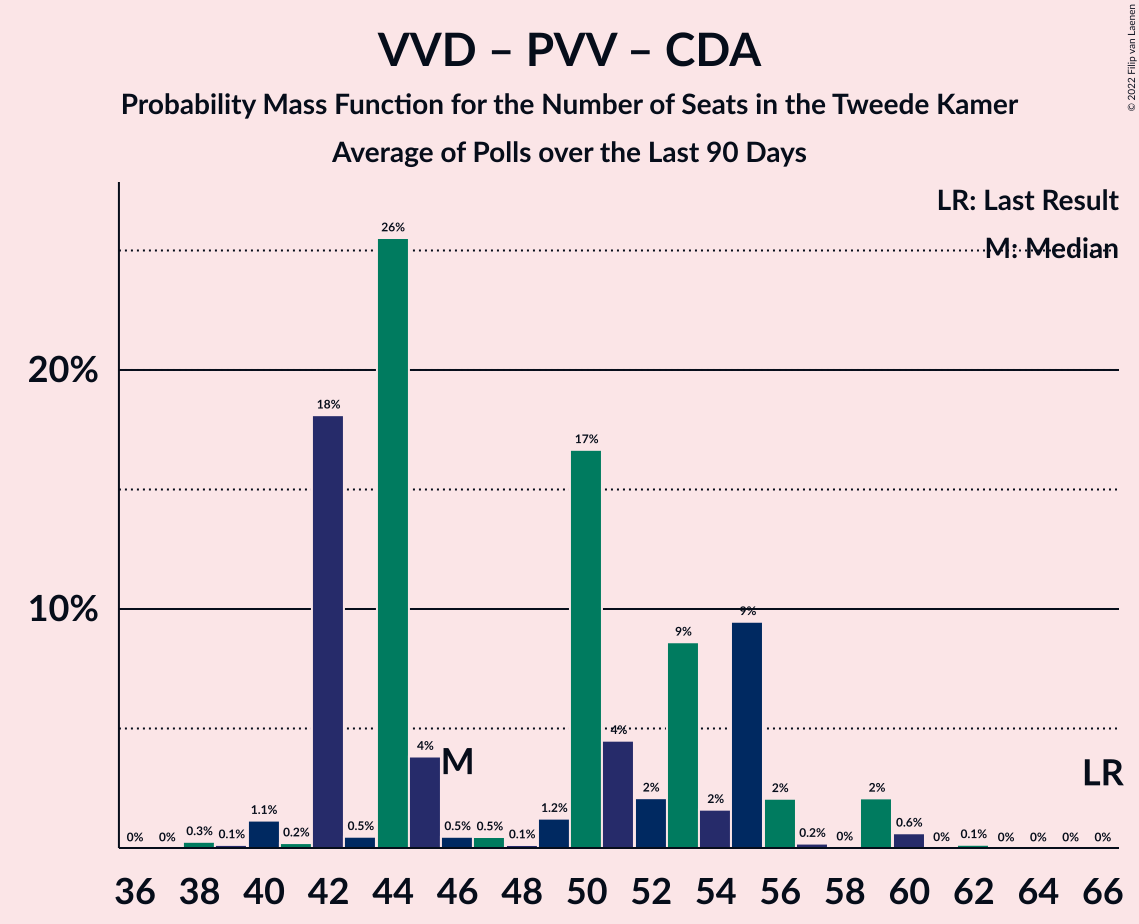 VVD – PVV – CDA
Probability Mass Function for the Number of Seats in the Tweede Kamer
Average of Polls over the Last 90 Days
© 2022 Filip van Laenen
LR: Last Result
M: Median
20%
10%
0% 0% 0.3% 0.1% 1.1% 0.2% 18% 0.5% 26% 4% 0.5% 0.5% 0.1% 1.2% 17% 4% 2% 9% 2% 9% 2% 0.2% 0% 2% 0.6% 0% 0.1% 0% 0% 0% 0%
M
LR
36 38 40 42 44 46 48 50 52 54 56 58 60 62 64 66